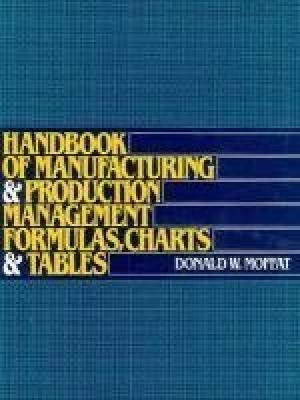 HANDBOOK
OF MANUFACTURING
& PRODUCTION
MANAGEMENT
FORMULAS, CHARTS
& TABLES
DONALD W. MOFFAT